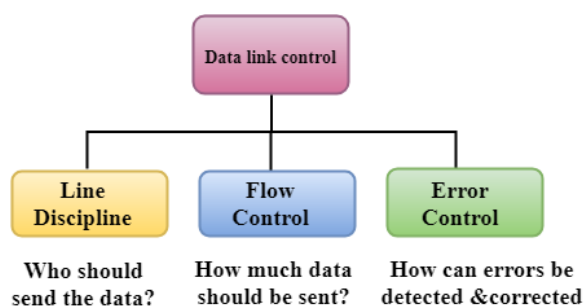 Data link control
Line
Discipline
Flow
Control
Error
Control
Who should
send the data?
How much data
should be sent?
How can errors be
detected &corrected